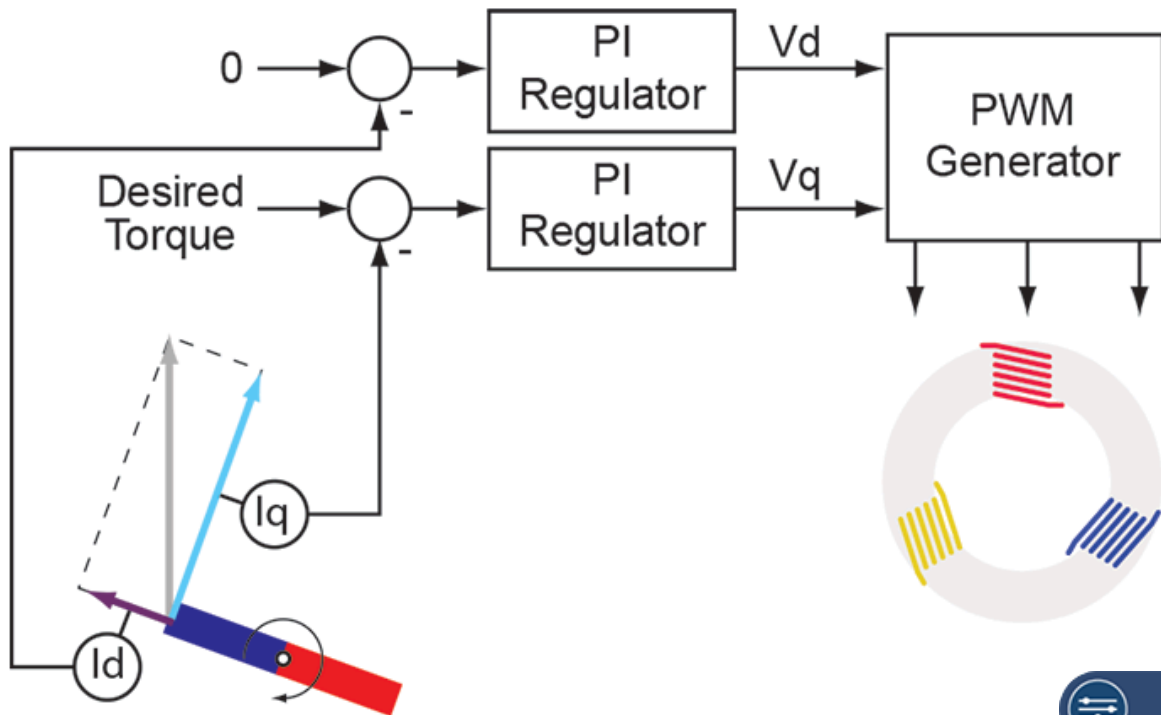 0
-
PI
Regulator
Vd
PWM
Generator
Desired
Torque
-
PI
Regulator
Vq
Iq
Id